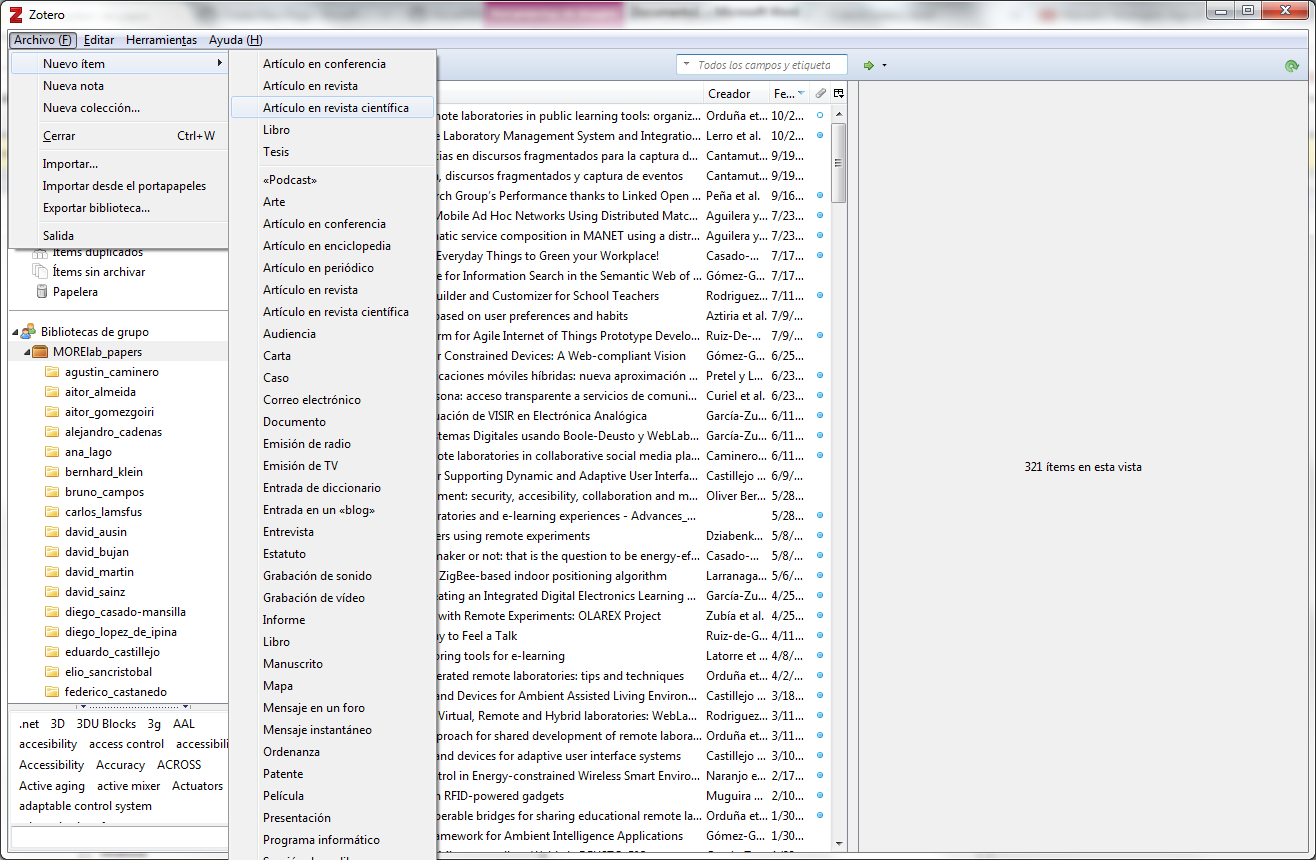 Zotero
Archivo (F) Editar Herramientas Ayuda (H)
Nuevo ítem
Nueva nota
Nueva colección...
Cerrar Ctrl+W
Importar...
Importar desde el portapapeles
Exportar biblioteca...
Salida
Ítems duplicados
Ítems sin archivar
Papelera
Bibliotecas de grupo
MORElab_papers
agustin_caminero
aitor_almeida
aitor_gomezgoiri
alejandro_cadenas
ana_lago
bernhard_klein
bruno_campos
carlos_lamsfus
david_ausin
david_bujan
david_martin
david_sainz
diego_casado-mansilla
diego_lopez_de_ipina
eduardo_castillejo
elio_sancristobal
federico_castanedo
.net 3D 3DU Blocks 3g AAL
accesibility access control accessibili
Accessibility Accuracy ACROSS
Active aging active mixer Actuators
adaptable control system
Artículo en conferencia
Artículo en revista
Artículo en revista científica
Libro
Tesis
«Podcast»
Arte
Artículo en conferencia
Artículo en enciclopedia
Artículo en periódico
Artículo en revista
Artículo en revista científica
Audiencia
Carta
Caso
Correo electrónico
Documento
Emisión de radio
Emisión de TV
Entrada de diccionario
Entrada en un «blog»
Entrevista
Estatuto
Grabación de sonido
Grabación de vídeo
Informe
Libro
Manuscrito
Mapa
Mensaje en un foro
Mensaje instantáneo
Ordenanza
Patente
Película
Presentación
Programa informático
Todos los campos y etiqueta
Creador Fe...
note laboratories in public learning tools: organiz... Orduña et... 10/2...
e Laboratory Management System and Integratio... Lerro et al. 10/2...
tias en discursos fragmentados para la captura d... Cantamut... 9/19...
, discursos fragmentados y captura de eventos Cantamut... 9/19...
rch Group's Performance thanks to Linked Open ... Peña et al. 9/16...
Mobile Ad Hoc Networks Using Distributed Matc... Aguilera y... 7/23...
matic service composition in MANET using a distr... Aguilera y... 7/23...
Everyday Things to Green your Workplace! Casado-... 7/17...
e for Information Search in the Semantic Web of ... Gómez-G... 7/17...
uilder and Customizer for School Teachers Rodriguez... 7/11...
based on user preferences and habits Aztiria et al. 7/9/...
rm for Agile Internet of Things Prototype Develo... Ruiz-De-... 7/9/...
r Constrained Devices: A Web-compliant Vision Gómez-G... 6/25...
caciones móviles híbridas: nueva aproximación ... Pretel y L... 6/23...
sona: acceso transparente a servicios de comuni... Curiel et al. 6/23...
uación de VISIR en Electrónica Analógica García-Zu... 6/11...
temas Digitales usando Boole-Deusto y WebLab... García-Zu... 6/11...
ote laboratories in collaborative social media pla... Caminero... 6/11...
r Supporting Dynamic and Adaptive User Interfa... Castillejo ... 6/9/...
ment: security, accesibility, collaboration and m... Oliver Ber... 5/28...
ratories and e-learning experiences - Advances_... 5/28...
ers using remote experiments Dziabenk... 5/8/...
maker or not: that is the question to be energy-ef... Casado-... 5/8/...
ZigBee-based indoor positioning algorithm Larranaga... 5/6/...
eating an Integrated Digital Electronics Learning ... García-Zu... 4/25...
with Remote Experiments: OLAREX Project Zubía et al. 4/25...
y to Feel a Talk Ruiz-de-G... 4/11...
oring tools for e-learning Latorre et ... 4/8/...
erated remote laboratories: tips and techniques Orduña et... 4/2/...
and Devices for Ambient Assisted Living Environ... Castillejo ... 3/18...
Virtual, Remote and Hybrid laboratories: WebLa... Rodriguez... 3/11...
proach for shared development of remote labora... Orduña et... 3/11...
and devices for adaptive user interface systems Castillejo ... 3/10...
trol in Energy-constrained Wireless Smart Enviro... Naranjo e... 2/17...
n RFID-powered gadgets Muguira ... 2/10...
perable bridges for sharing educational remote la... Orduña et... 1/30...
amework for Ambient Intelligence Applications Gómez-G... 1/30...
321 ítems en esta vista